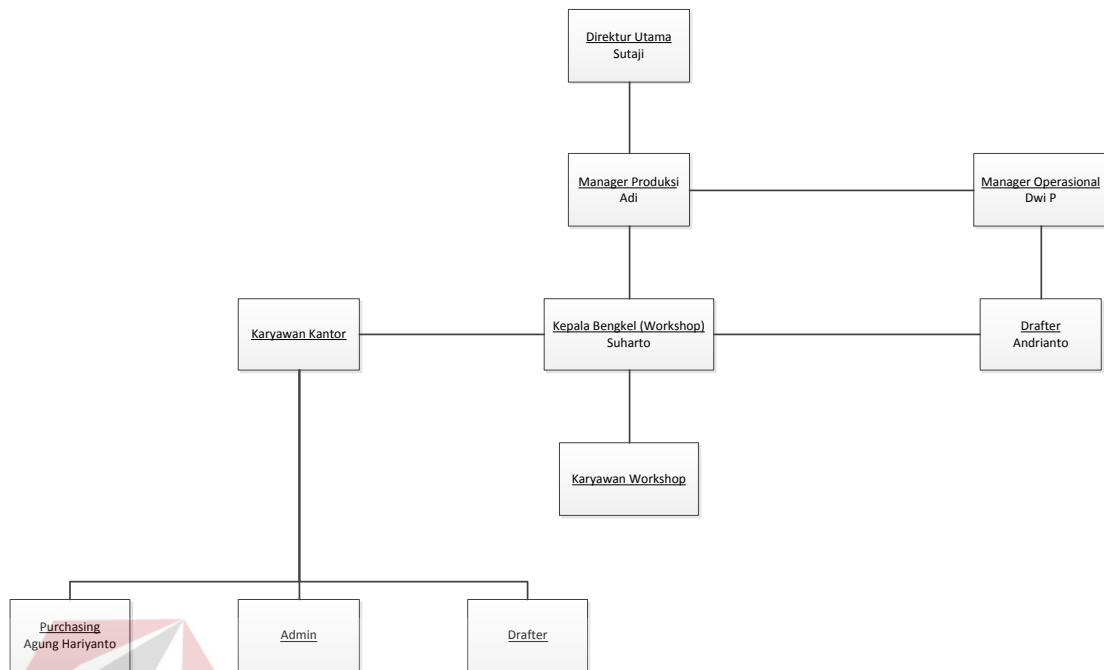 Direktur Utama
Sutaji
Manager Produksi
Adi
Manager Operasional
Dwi P
Karyawan Kantor
Kepala Bengkel (Workshop)
Suharto
Drafter
Andrianto
Karyawan Workshop
Purchasing
Agung Hariyanto
Admin
Drafter